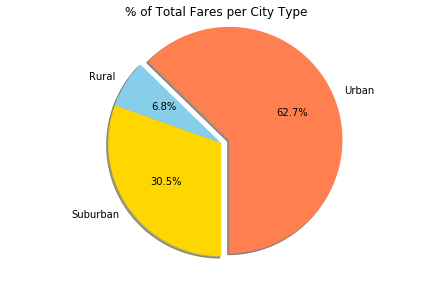 % of Total Fares per City Type
Rural
Urban
6.8%
62.7%
30.5%
Suburban